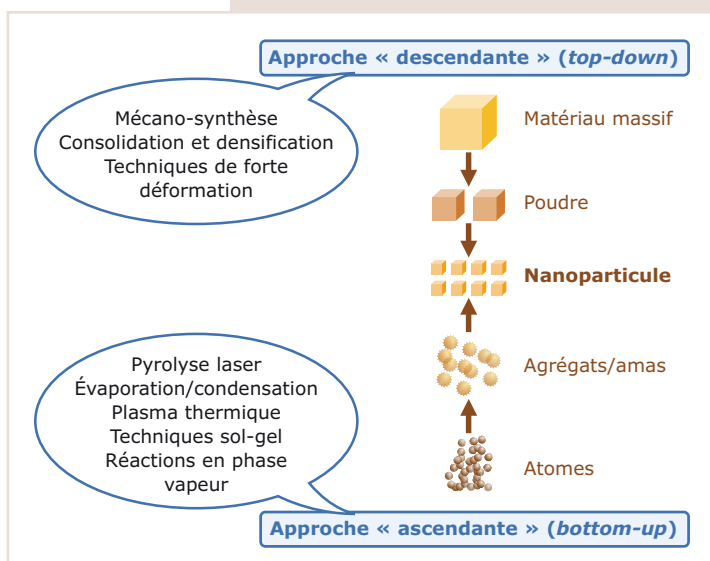 Approche « descendante » (top-down)
Mécano-synthèse
Consolidation et densification
Techniques de forte
déformation
Matériau massif
Poudre
Nanoparticule
Agrégats/amas
Atomes
Pyrolyse laser
Évaporation/condensation
Plasma thermique
Techniques sol-gel
Réactions en phase
vapeur
Approche « ascendante » (bottom-up)